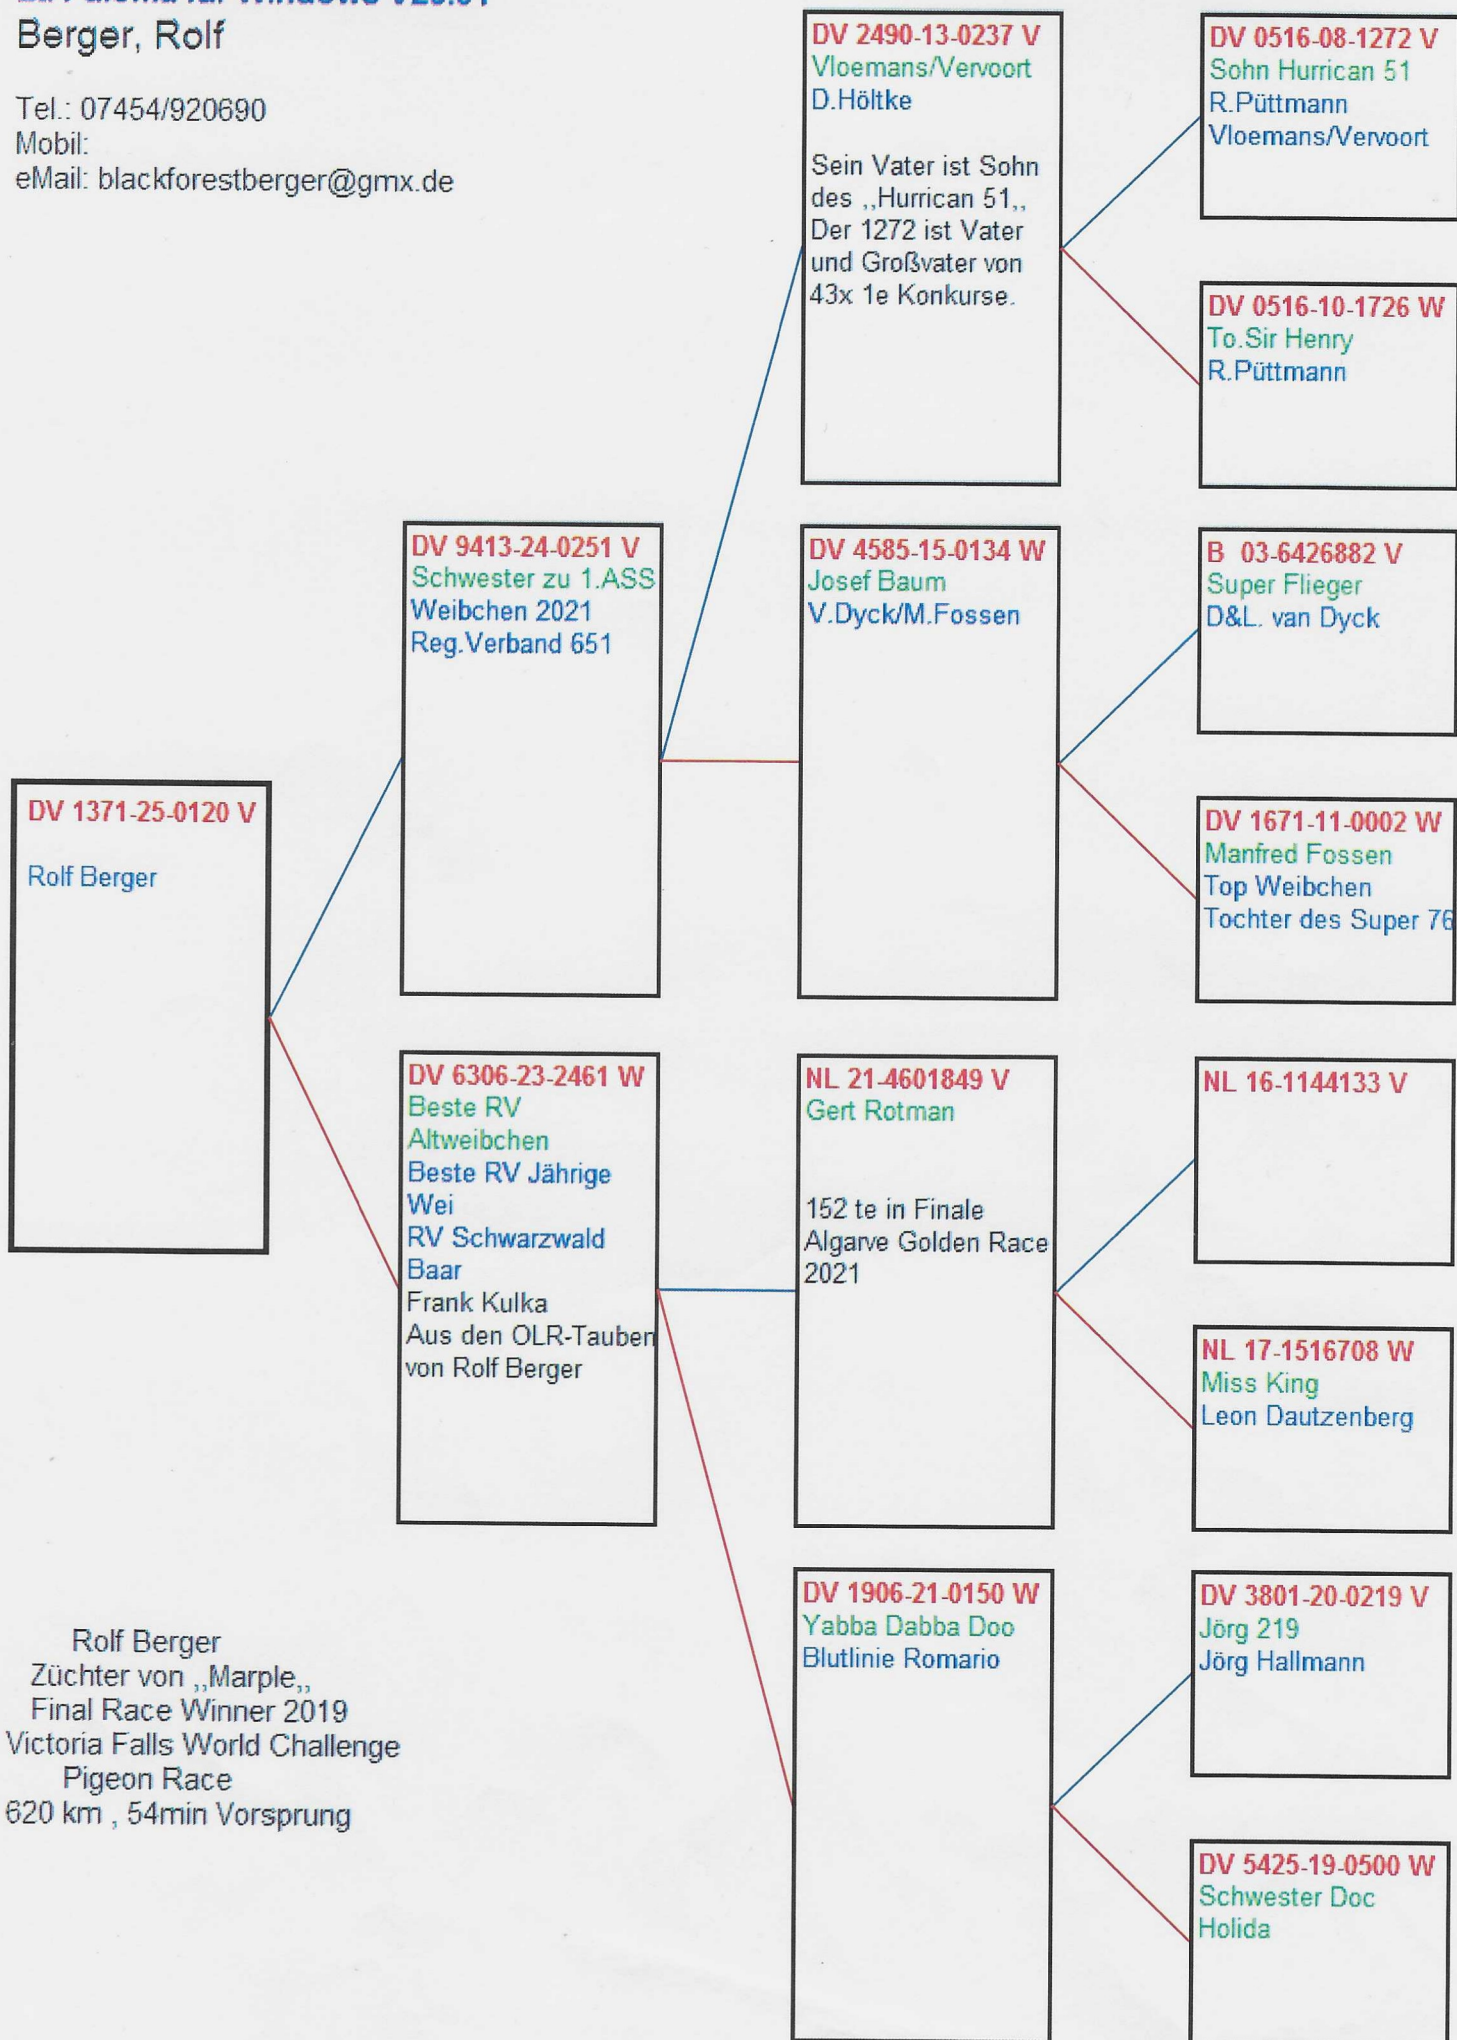 Paloma für Windows
Berger, Rolf
Tel.: 07454/920690
Mobil:
eMail: blackforestberger@gmx.de
DV 1371-25-0120 V
Rolf Berger
DV 9413-24-0251 V
Schwester zu 1.ASS
Weibchen 2021
Reg.Verband 651
DV 6306-23-2461 W
Beste RV
Altweibchen
Beste RV Jährige
Wei
RV Schwarzwald
Baar
Frank Kulka
Aus den OLR-Tauben
von Rolf Berger
DV 2490-13-0237 V
Vloemans/Vervoort
D.Höltke
Sein Vater ist Sohn
des ,,Hurrican 51,,
Der 1272 ist Vater
und Großvater von
43x 1e Konkurse.
DV 4585-15-0134 W
Josef Baum
V.Dyck/M.Fossen
NL 21-4601849 V
Gert Rotman
152 te in Finale
Algarve Golden Race
2021
DV 1906-21-0150 W
Yabba Dabba Doo
Blutlinie Romario
DV 0516-08-1272 V
Sohn Hurrican 51
R.Püttmann
Vloemans/Vervoort
DV 0516-10-1726 W
To.Sir Henry
R.Püttmann
B 03-6426882 V
Super Flieger
D&L. van Dyck
DV 1671-11-0002 W
Manfred Fossen
Top Weibchen
Tochter des Super 76
NL 16-1144133 V
NL 17-1516708 W
Miss King
Leon Dautzenberg
DV 3801-20-0219 V
Jörg 219
Jörg Hallmann
DV 5425-19-0500 W
Schwester Doc
Holida
Rolf Berger
Züchter von ,,Marple,,
Final Race Winner 2019
Victoria Falls World Challenge
Pigeon Race
620 km , 54min Vorsprung